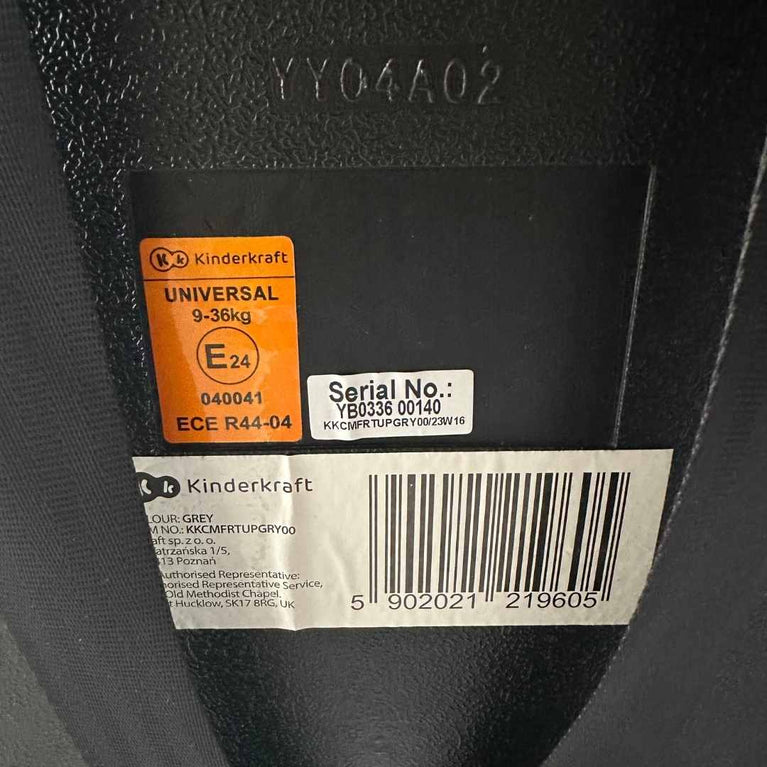 YY04A02
Kk Kinderkraft
UNIVERSAL
9-36kg
E24
040041
ECE R44-04
Serial No.:
YB0336 00140
KKCMFRTUPGRY00/23W16
k Kinderkraft
LOUR: GREY
M NO.: KKCMFRTUPGRY00
aft sp. z o. o.
atrzańska 1/5,
413 Poznań
Authorised Representative:
horised Representative Service,
Old Methodist Chapel,
t Hucklow, SK17 8RG, UK
5 902021 219605